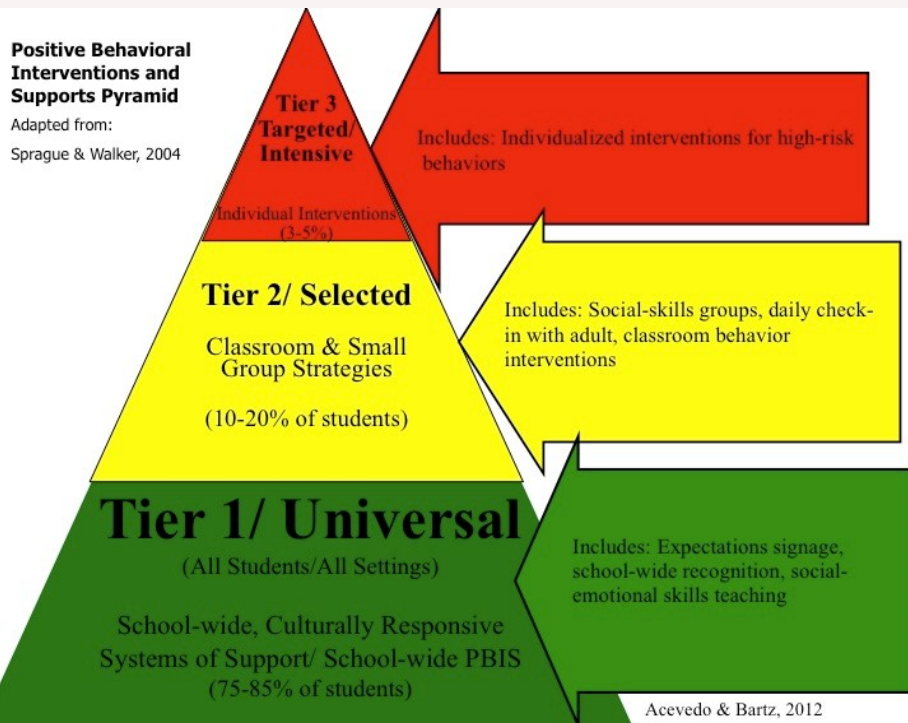 Positive Behavioral
Interventions and
Supports Pyramid
Adapted from:
Sprague & Walker, 2004
Tier 3
Targeted/
Intensive
Individual Interventions
(3-5%)
Includes: Individualized interventions for high-risk
behaviors
Tier 2/ Selected
Classroom & Small
Group Strategies
(10-20% of students)
Includes: Social-skills groups, daily check-
in with adult, classroom behavior
interventions
Tier 1/ Universal
(All Students/All Settings)
School-wide, Culturally Responsive
Systems of Support/ School-wide PBIS
(75-85% of students)
Includes: Expectations signage,
school-wide recognition, social-
emotional skills teaching
Acevedo & Bartz, 2012